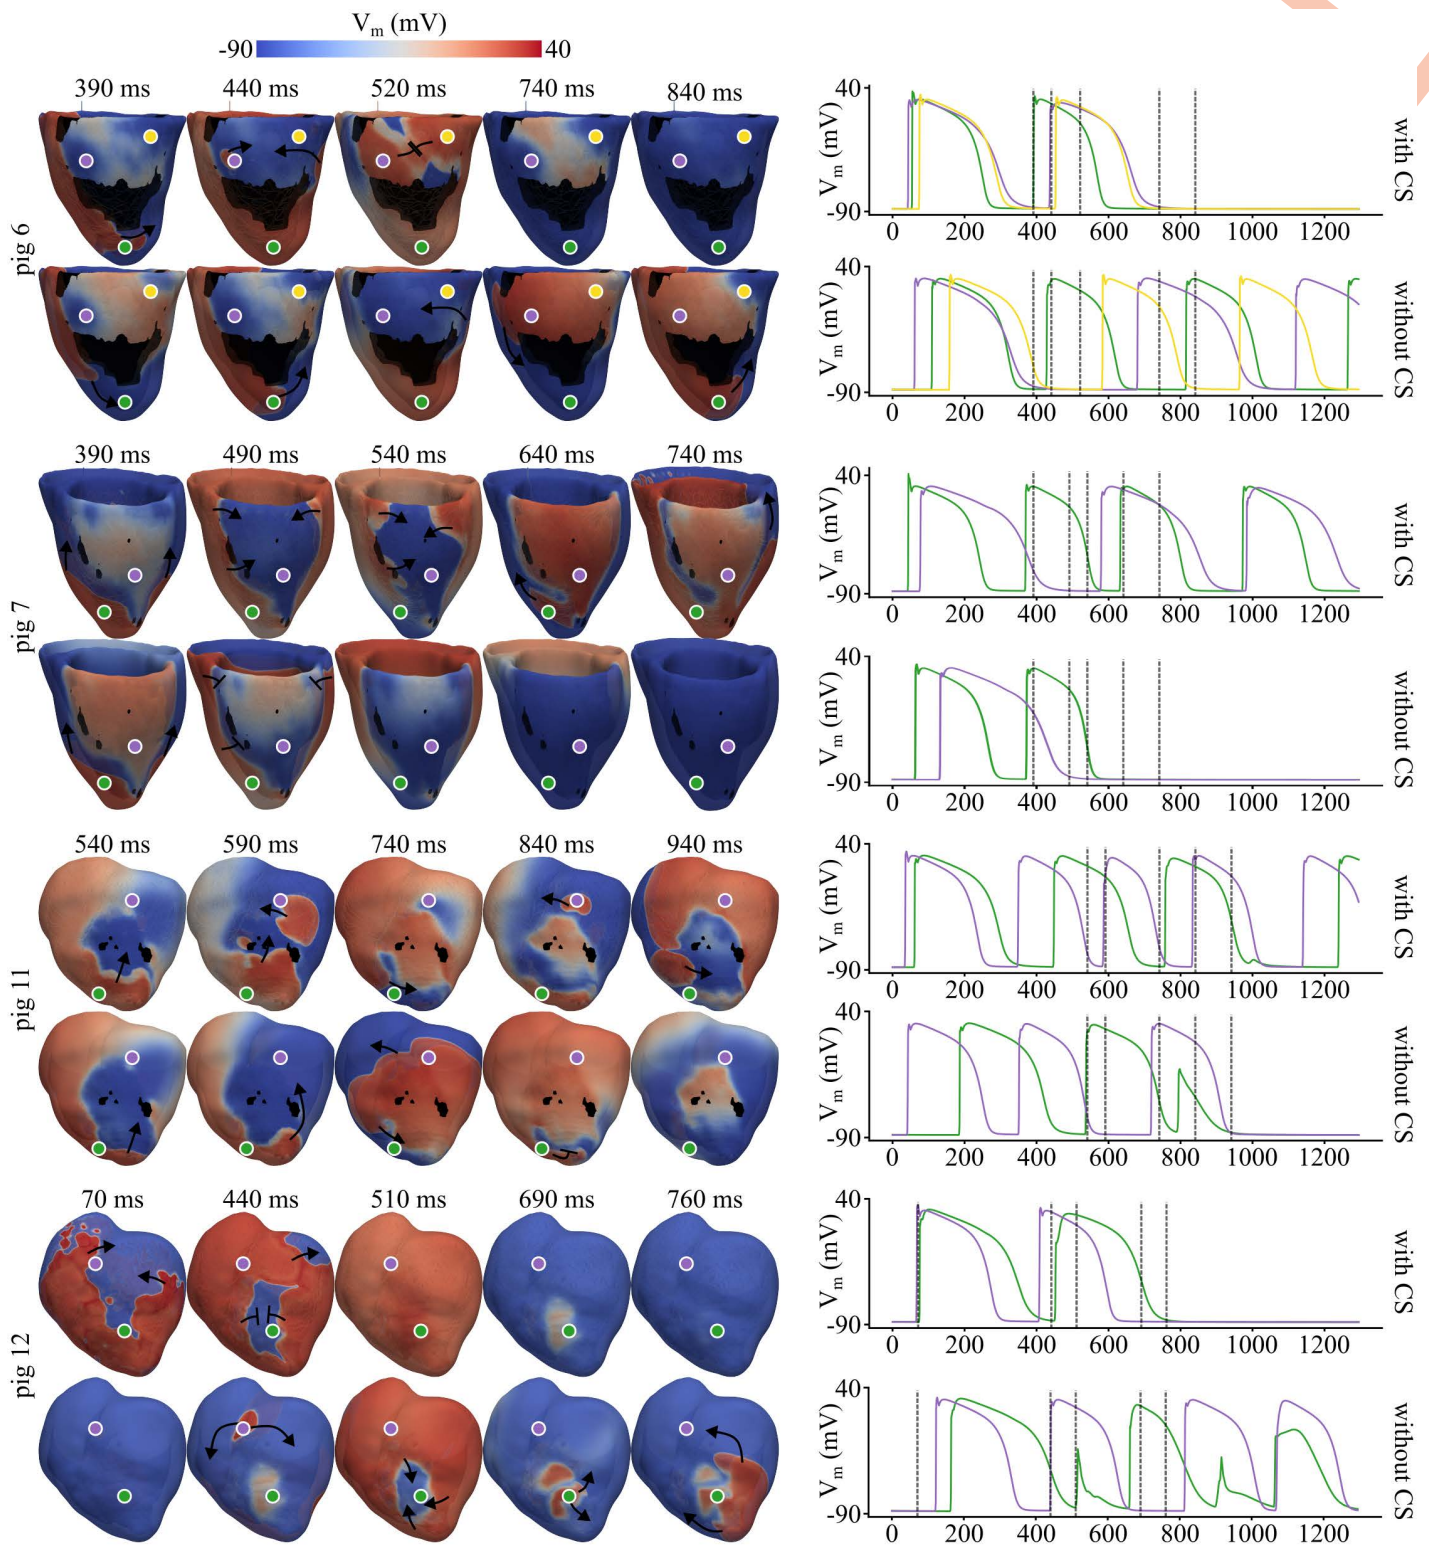 Vm (mV)
-90 40
390 ms 440 ms 520 ms 740 ms 840 ms
pig 6
40
Vm (mV)
-90
0 200 400 600 800 1000 1200
with CS
40
Vm (mV)
-90
0 200 400 600 800 1000 1200
without CS
390 ms 490 ms 540 ms 640 ms 740 ms
pig 7
40
Vm (mV)
-90
0 200 400 600 800 1000 1200
with CS
40
Vm (mV)
-90
0 200 400 600 800 1000 1200
without CS
540 ms 590 ms 740 ms 840 ms 940 ms
pig 11
40
Vm (mV)
-90
0 200 400 600 800 1000 1200
with CS
40
Vm (mV)
-90
0 200 400 600 800 1000 1200
without CS
70 ms 440 ms 510 ms 690 ms 760 ms
pig 12
40
Vm (mV)
-90
0 200 400 600 800 1000 1200
with CS
40
Vm (mV)
-90
0 200 400 600 800 1000 1200
without CS